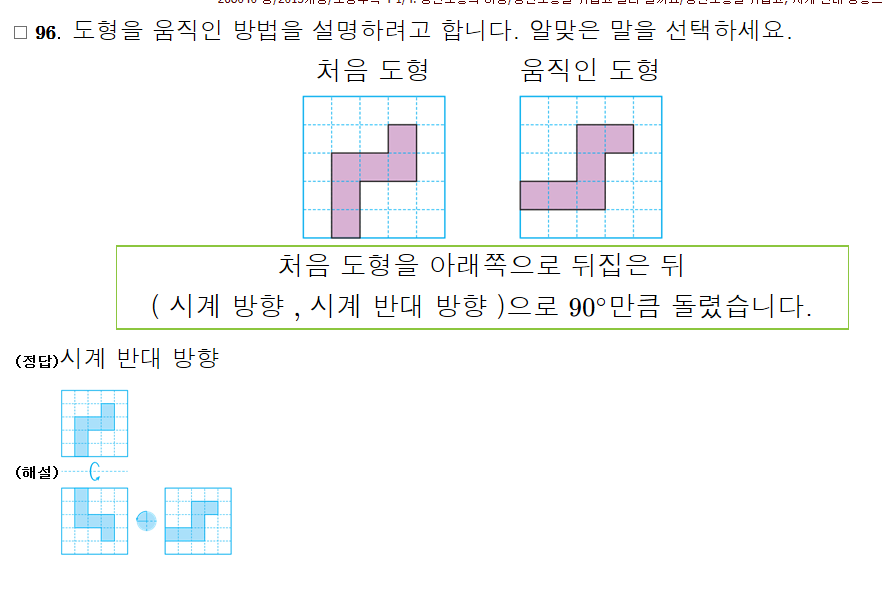 96. 도형을 움직인 방법을 설명하려고 합니다. 알맞은 말을 선택하세요.
처음 도형 움직인 도형
처음 도형을 아래쪽으로 뒤집은 뒤
( 시계 방향 , 시계 반대 방향 )으로 90°만큼 돌렸습니다.
(정답)시계 반대 방향
(해설)